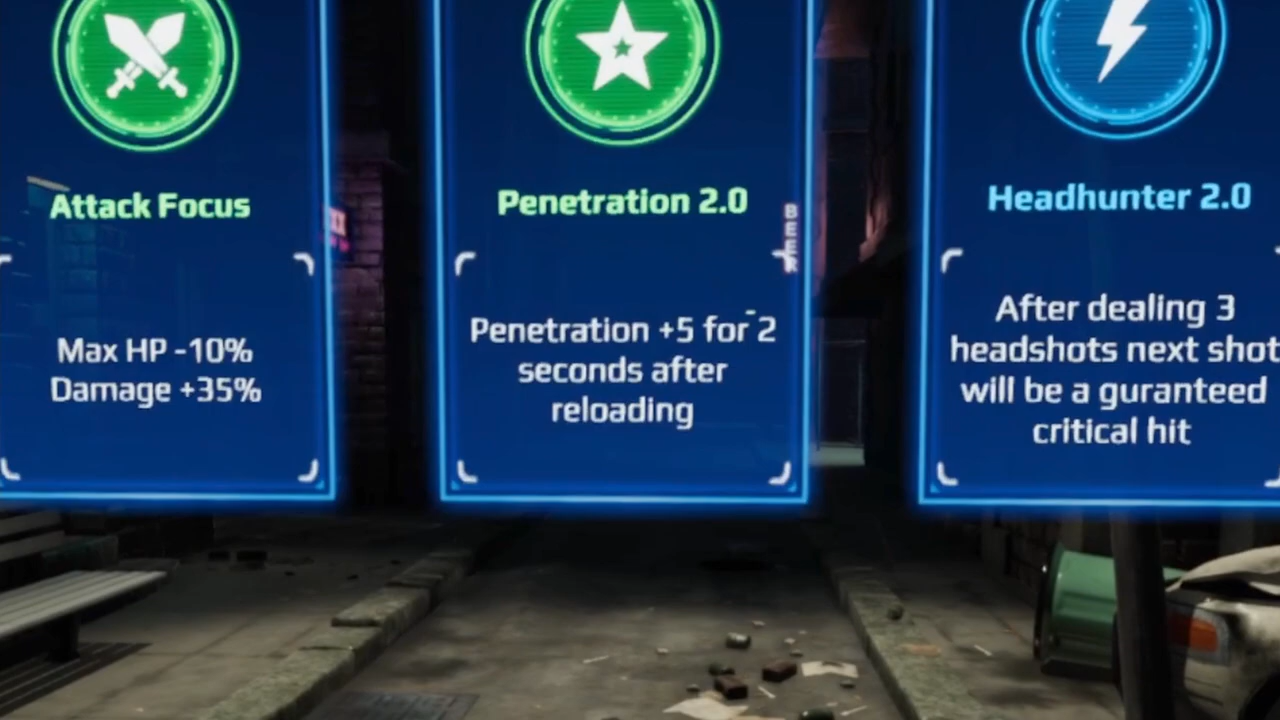 Attack Focus
Max HP -10%
Damage +35%
Penetration 2.0
Penetration +5 for 2
seconds after
reloading
Headhunter 2.0
After dealing 3
headshots next shot
will be a guranteed
critical hit
BEER